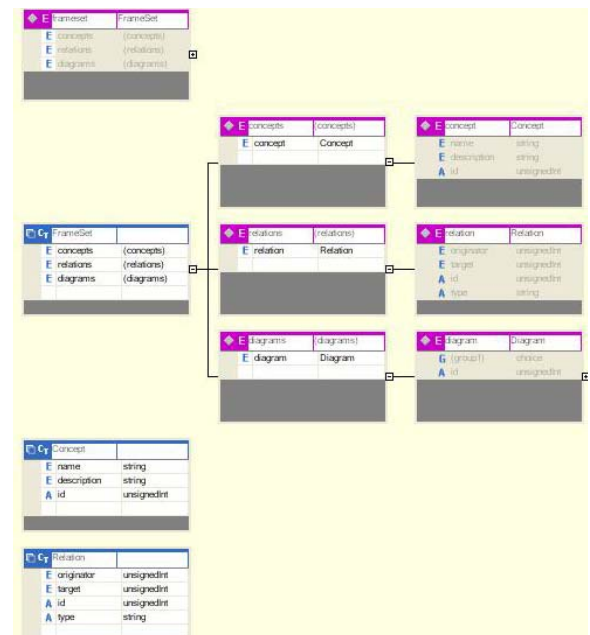 E frameset FrameSet
E concepts (concepts)
E relations (relations)
E diagrams (diagrams)
E concepts (concepts)
E concept Concept
E concept Concept
E name string
E description string
A id unsignedInt
CT FrameSet
E concepts (concepts)
E relations (relations)
E diagrams (diagrams)
E relations (relations)
E relation Relation
E relation Relation
E originator unsignedInt
E target unsignedInt
A id unsignedInt
A type string
E diagrams (diagrams)
E diagram Diagram
E diagram Diagram
G (group1) choice
A id unsignedInt
CT Concept
E name string
E description string
A id unsignedInt
CT Relation
E originator unsignedInt
E target unsignedInt
A id unsignedInt
A type string